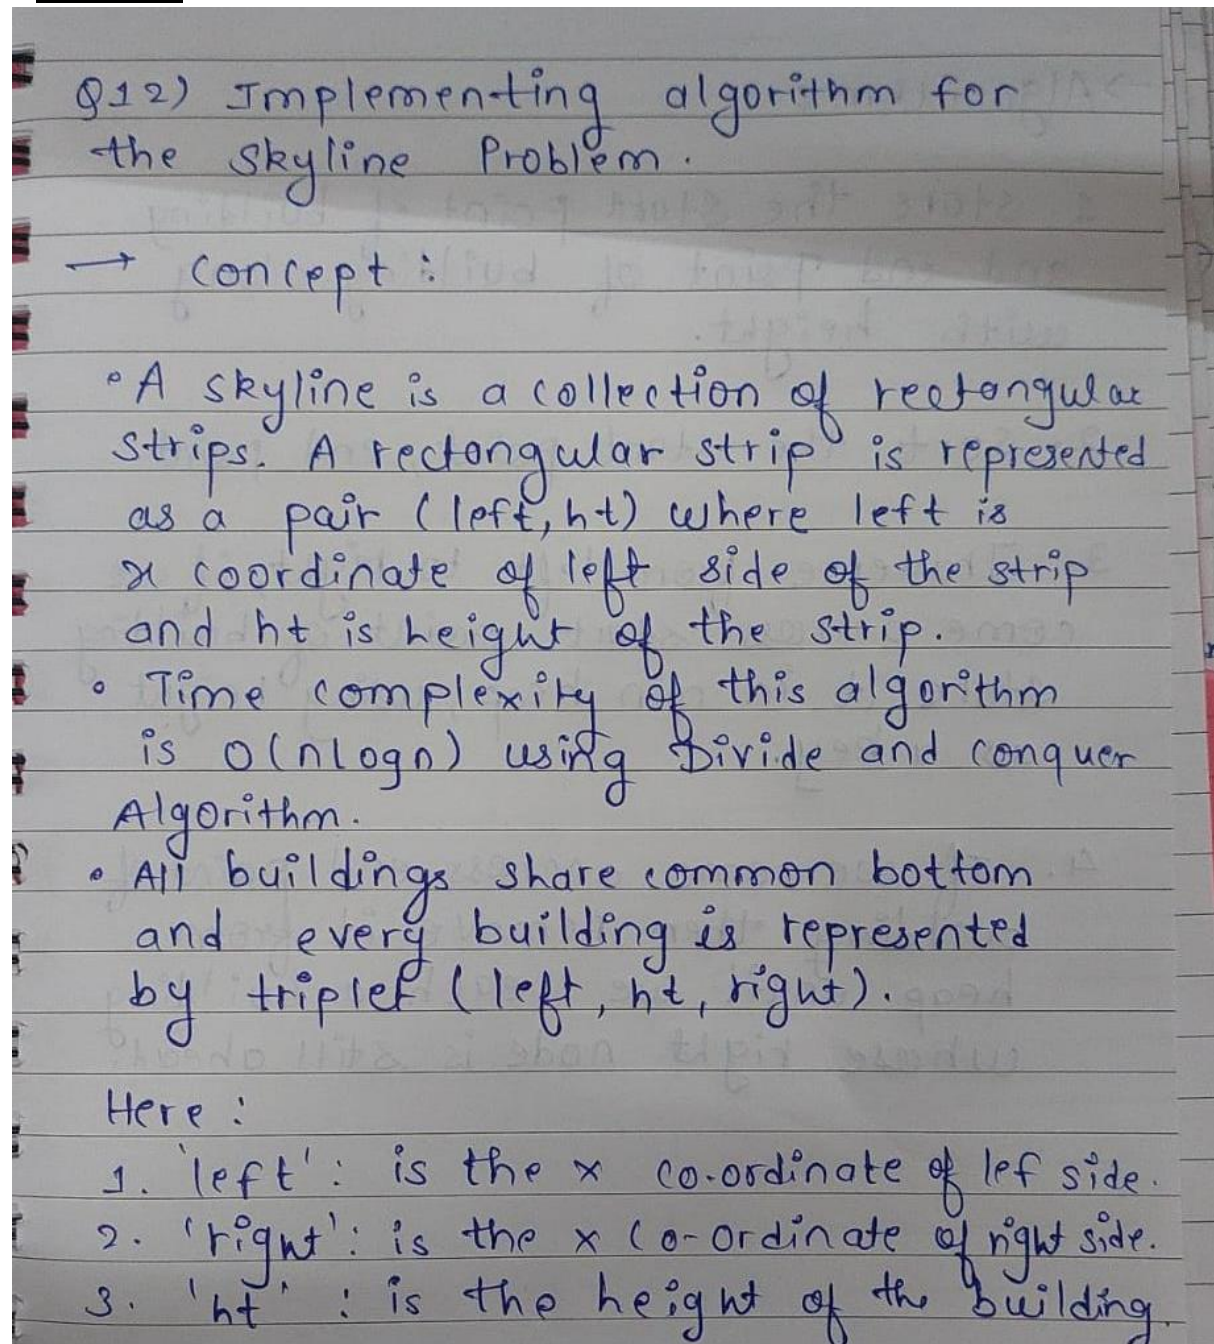 Q12) Implementing algorithm for
the skyline Problem.
→ concept :
• A skyline is a collection of rectangular
strips. A rectangular strip is represented
as a pair (left, ht) where left is
x coordinate of left side of the strip
and ht is height of the strip.
• Time complexity of this algorithm
is O(nlogn) using Divide and conquer
Algorithm.
• All buildings share common bottom
and every building is represented
by triplet (left, ht, right).
Here :
1. 'left' : is the x co-ordinate of lef side.
2. 'right' : is the x co-ordinate of right side.
3. 'ht' : is the height of the building.